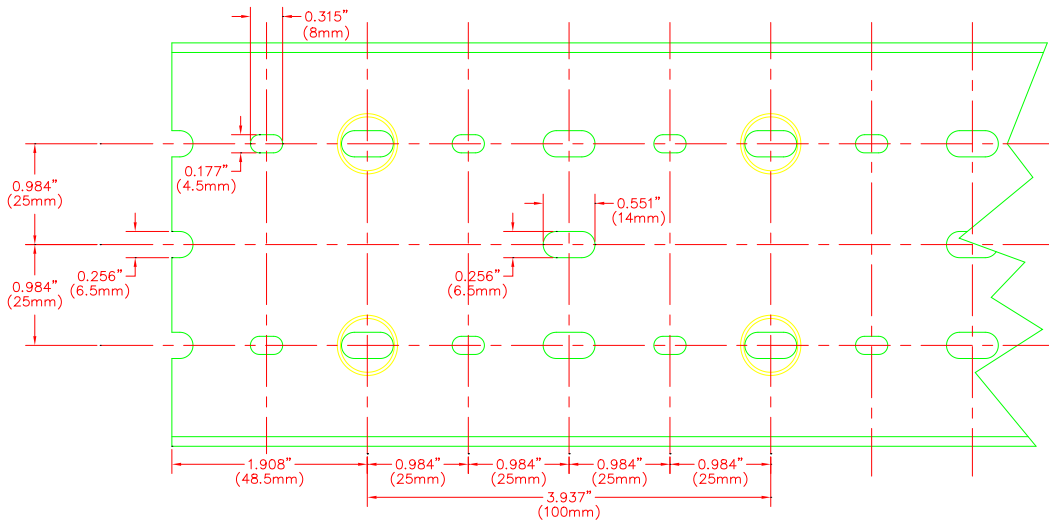 0.315”
(8mm)
0.177”
(4.5mm)
0.984”
(25mm)
0.551”
(14mm)
0.256”
(6.5mm)
0.256”
(6.5mm)
0.984”
(25mm)
1.908”
(48.5mm)
0.984”
(25mm)
0.984”
(25mm)
0.984”
(25mm)
0.984”
(25mm)
3.937”
(100mm)